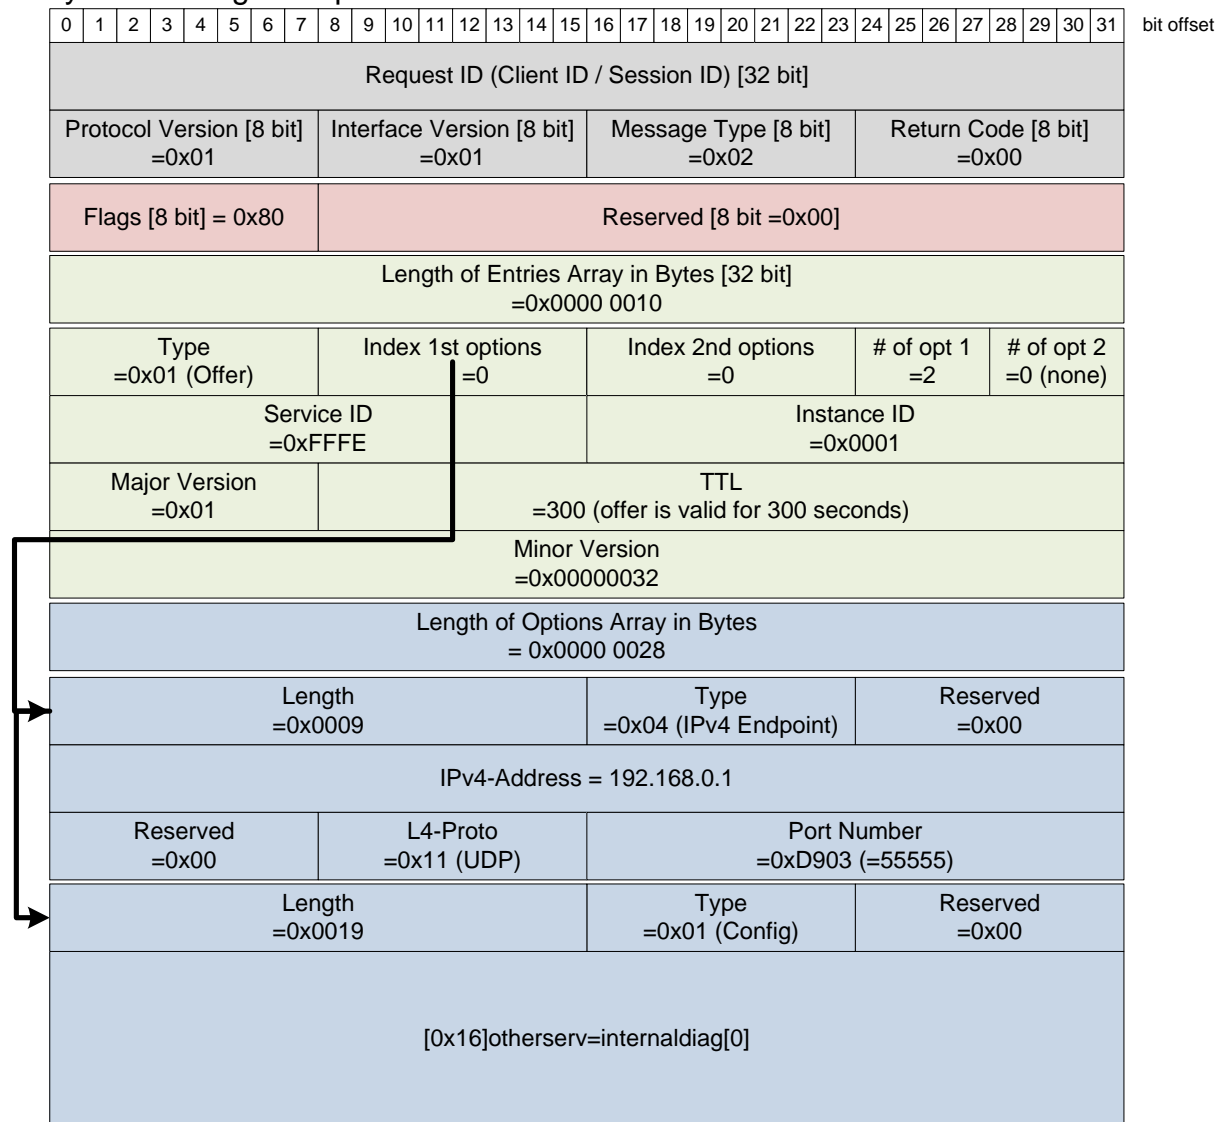 0 1 2 3 4 5 6 7 8 9 10 11 12 13 14 15 16 17 18 19 20 21 22 23 24 25 26 27 28 29 30 31 bit offset
Request ID (Client ID / Session ID) [32 bit]
Protocol Version [8 bit] Interface Version [8 bit] Message Type [8 bit] Return Code [8 bit]
=0x01 =0x01 =0x02 =0x00
Flags [8 bit] = 0x80 Reserved [8 bit =0x00]
Length of Entries Array in Bytes [32 bit]
=0x0000 0010
Type Index 1st options Index 2nd options # of opt 1 # of opt 2
=0x01 (Offer) =0 =0 =2 =0 (none)
Service ID Instance ID
=0xFFFE =0x0001
Major Version TTL
=0x01 =300 (offer is valid for 300 seconds)
Minor Version
=0x00000032
Length of Options Array in Bytes
= 0x0000 0028
Length Type Reserved
=0x0009 =0x04 (IPv4 Endpoint) =0x00
IPv4-Address = 192.168.0.1
Reserved L4-Proto Port Number
=0x00 =0x11 (UDP) =0xD903 (=55555)
Length Type Reserved
=0x0019 =0x01 (Config) =0x00
[0x16]otherserv=internaldiag[0]